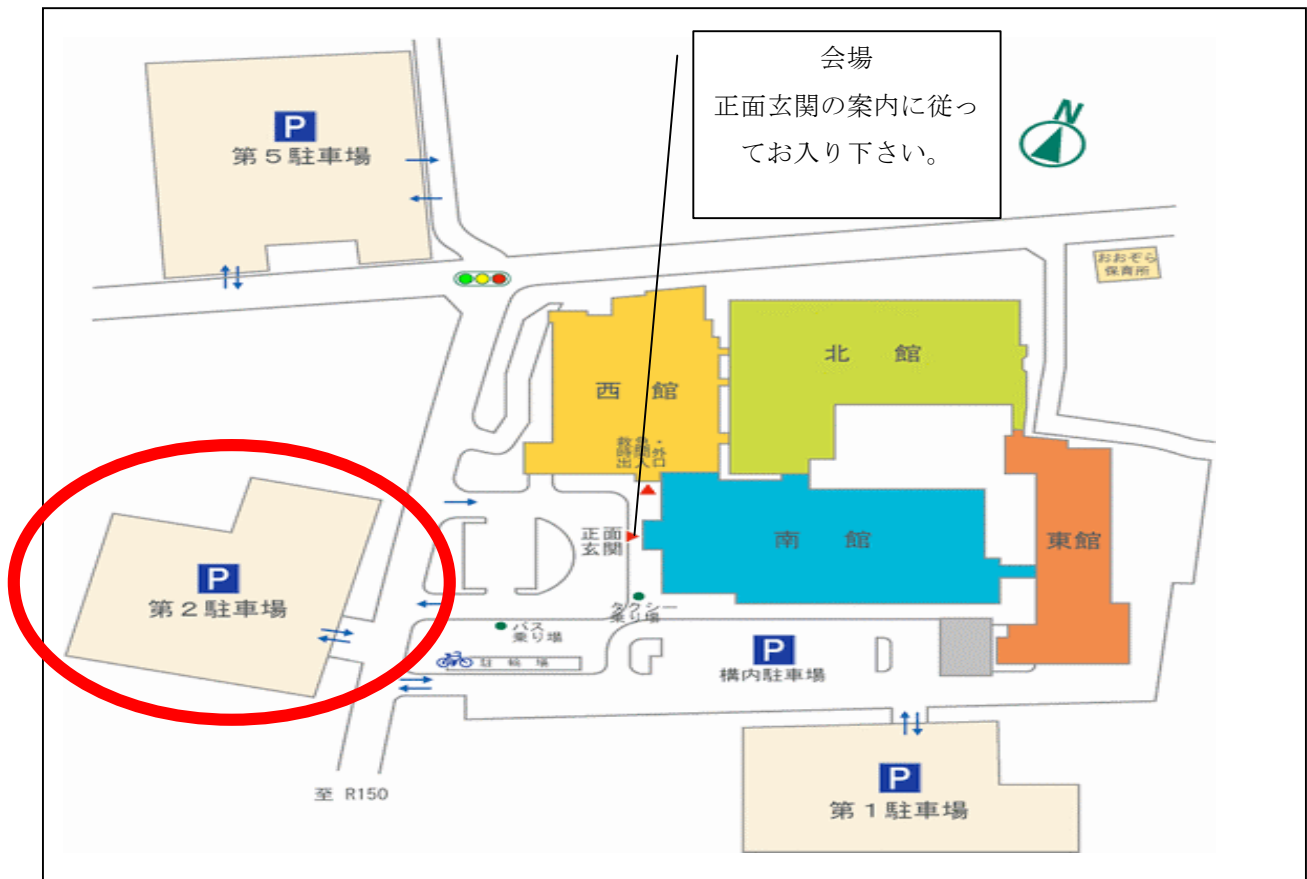 会場
正面玄関の案内に従っ
てお入り下さい。
N
P
第5駐車場
おおぞら
保育所
北 館
西 館
救急・
時間外
出入口
正面
玄関
南 館
東館
P
第2駐車場
タクシー
乗り場
バス
乗り場
駐 輪 場
P
構内駐車場
P
第1駐車場
至 R150